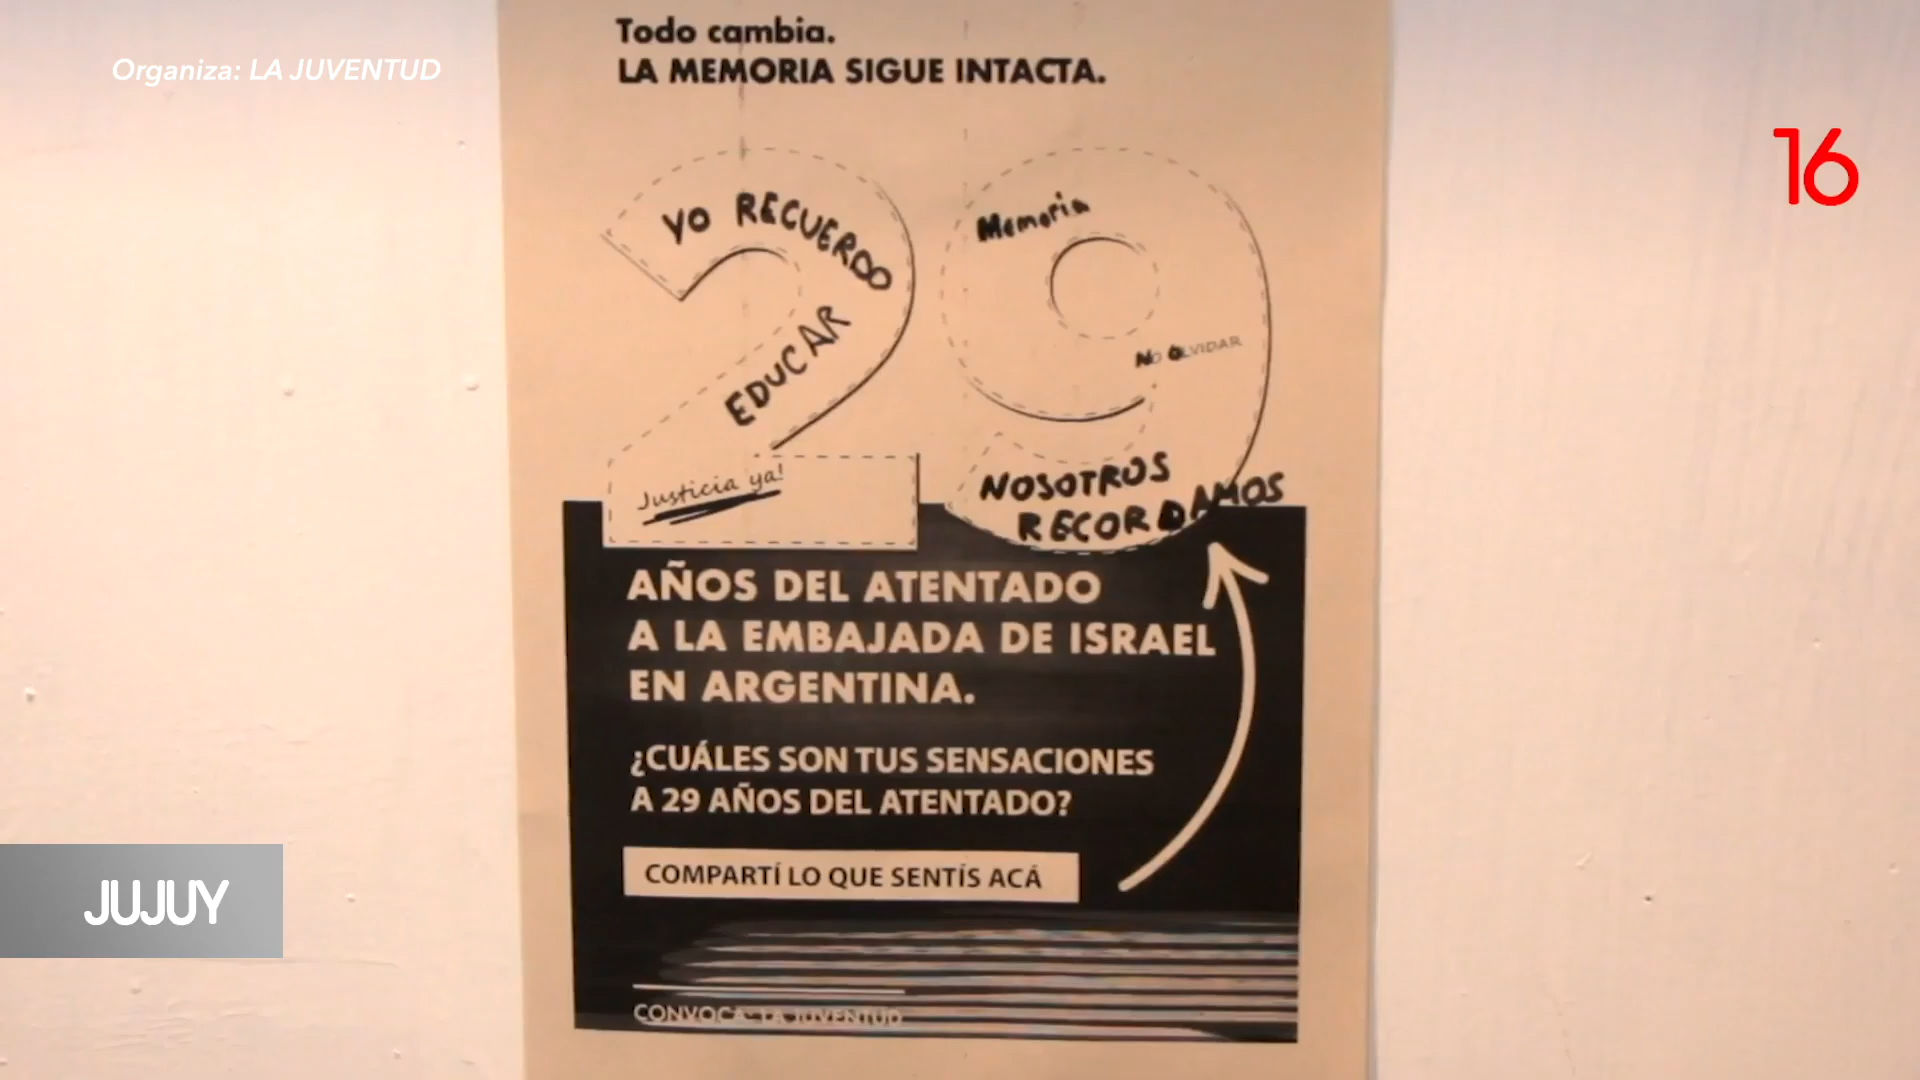 Organiza: LA JUVENTUD
16
Todo cambia.
LA MEMORIA SIGUE INTACTA.
29
YO RECUERDO
EDUCAR
Justicia ya!
Memoria
NO OLVIDAR
NOSOTROS
RECORDAMOS
AÑOS DEL ATENTADO
A LA EMBAJADA DE ISRAEL
EN ARGENTINA.
¿CUÁLES SON TUS SENSACIONES
A 29 AÑOS DEL ATENTADO?
COMPARTÍ LO QUE SENTÍS ACÁ
CONVOCA: LA JUVENTUD
JUJUY